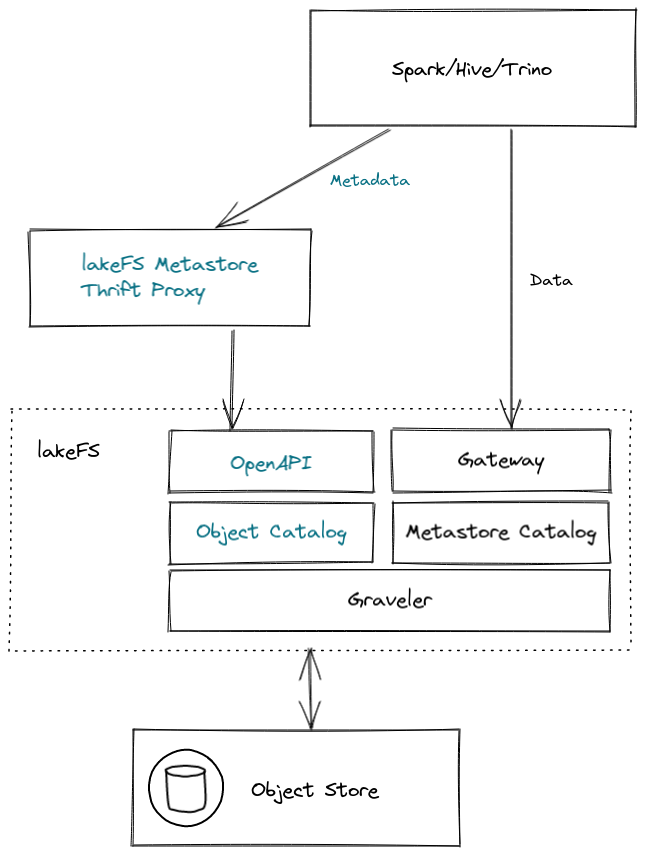 Spark/Hive/Trino
Metadata
lakeFS Metastore
Thrift Proxy
Data
lakeFS
OpenAPI
Gateway
Object Catalog
Metastore Catalog
Graveler
Object Store